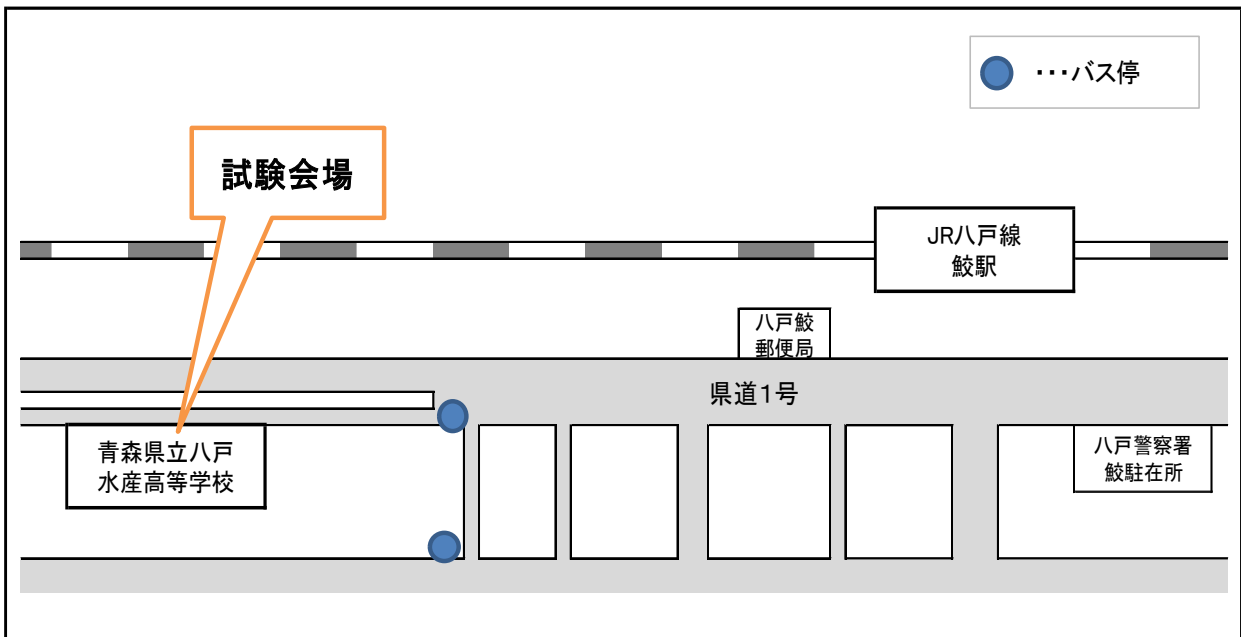 ・・・バス停
試験会場
JR八戸線
鮫駅
八戸鮫
郵便局
県道1号
青森県立八戸
水産高等学校
八戸警察署
鮫駐在所